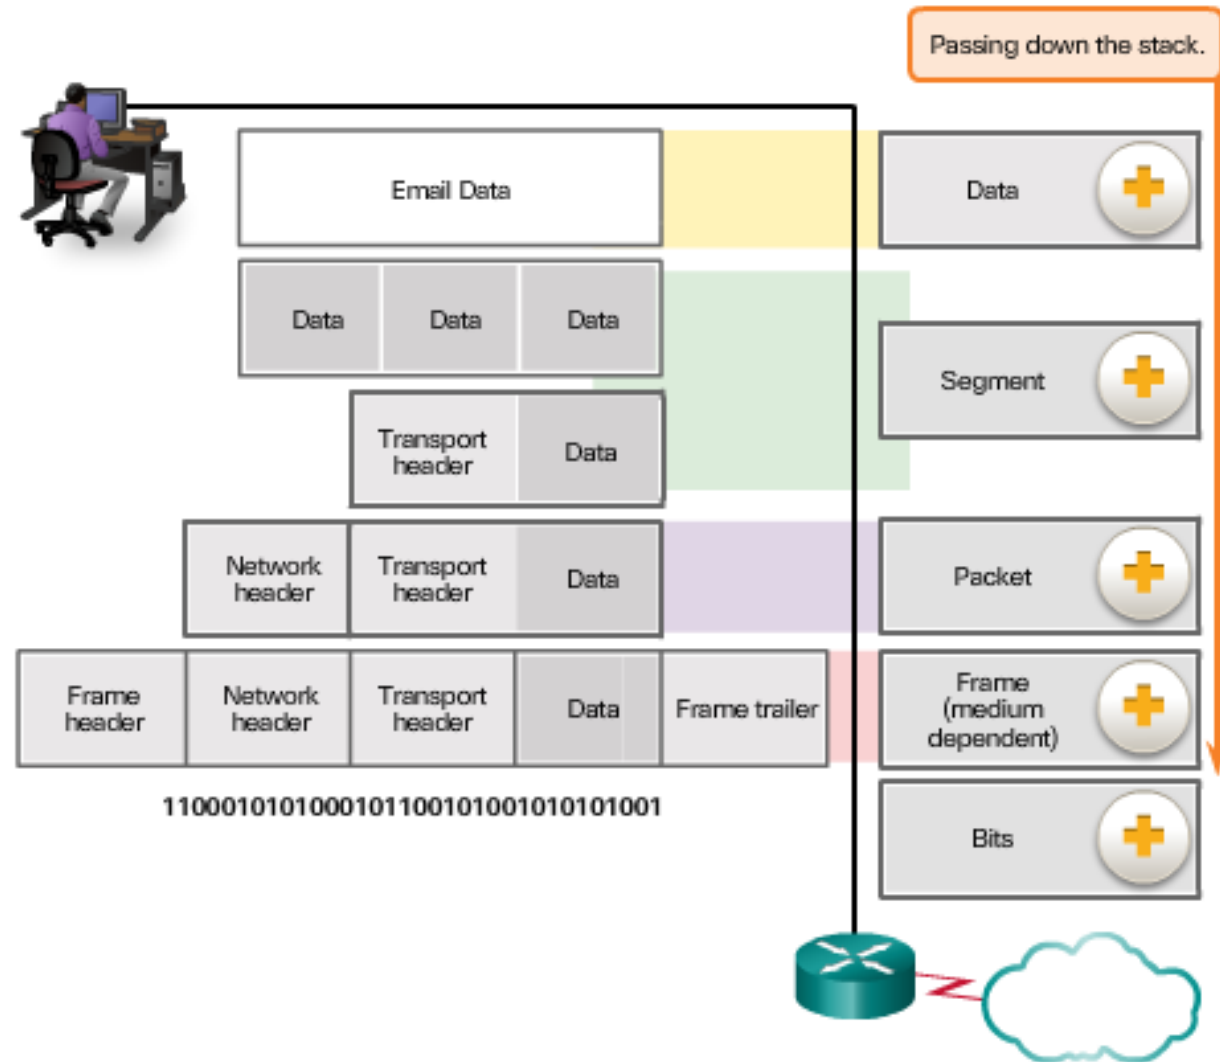 Passing down the stack.
Email Data
Data
Data Data Data
Segment
Transport
header
Data
Network
header
Transport
header
Data
Packet
Frame
header
Network
header
Transport
header
Data
Frame trailer
Frame
(medium
dependent)
1100010101000101100101001010101001
Bits